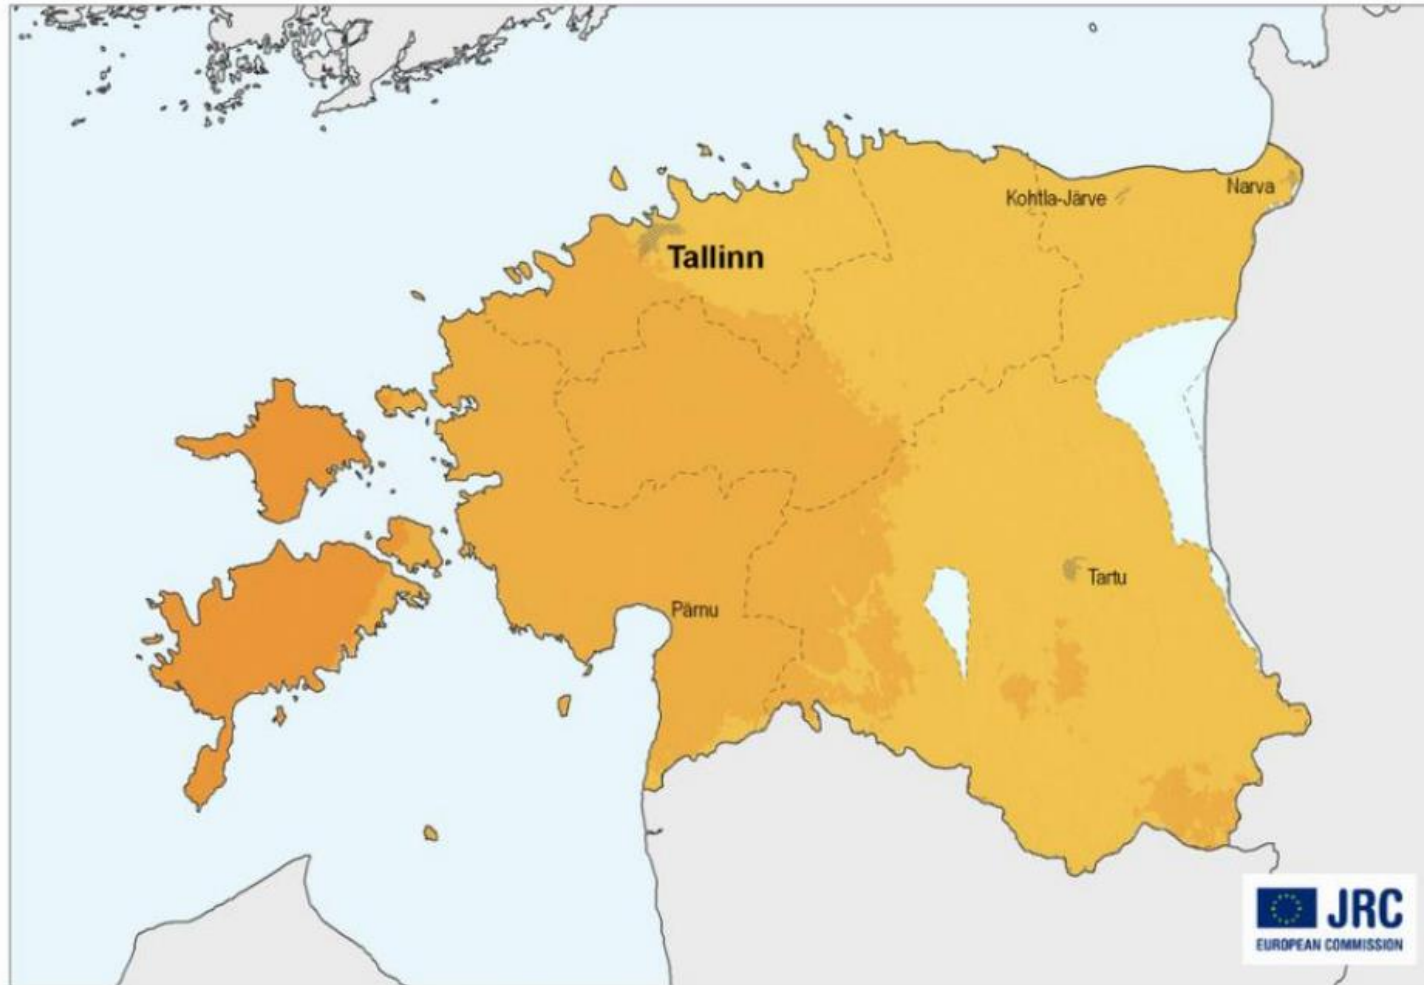 Kohtla-Järve
Narva
Tallinn
Tartu
Pärnu
JRC
EUROPEAN COMMISSION